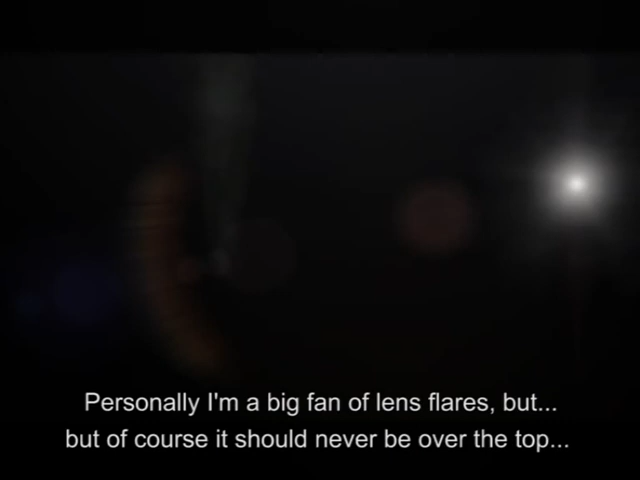 Personally I'm a big fan of lens flares, but...
but of course it should never be over the top...